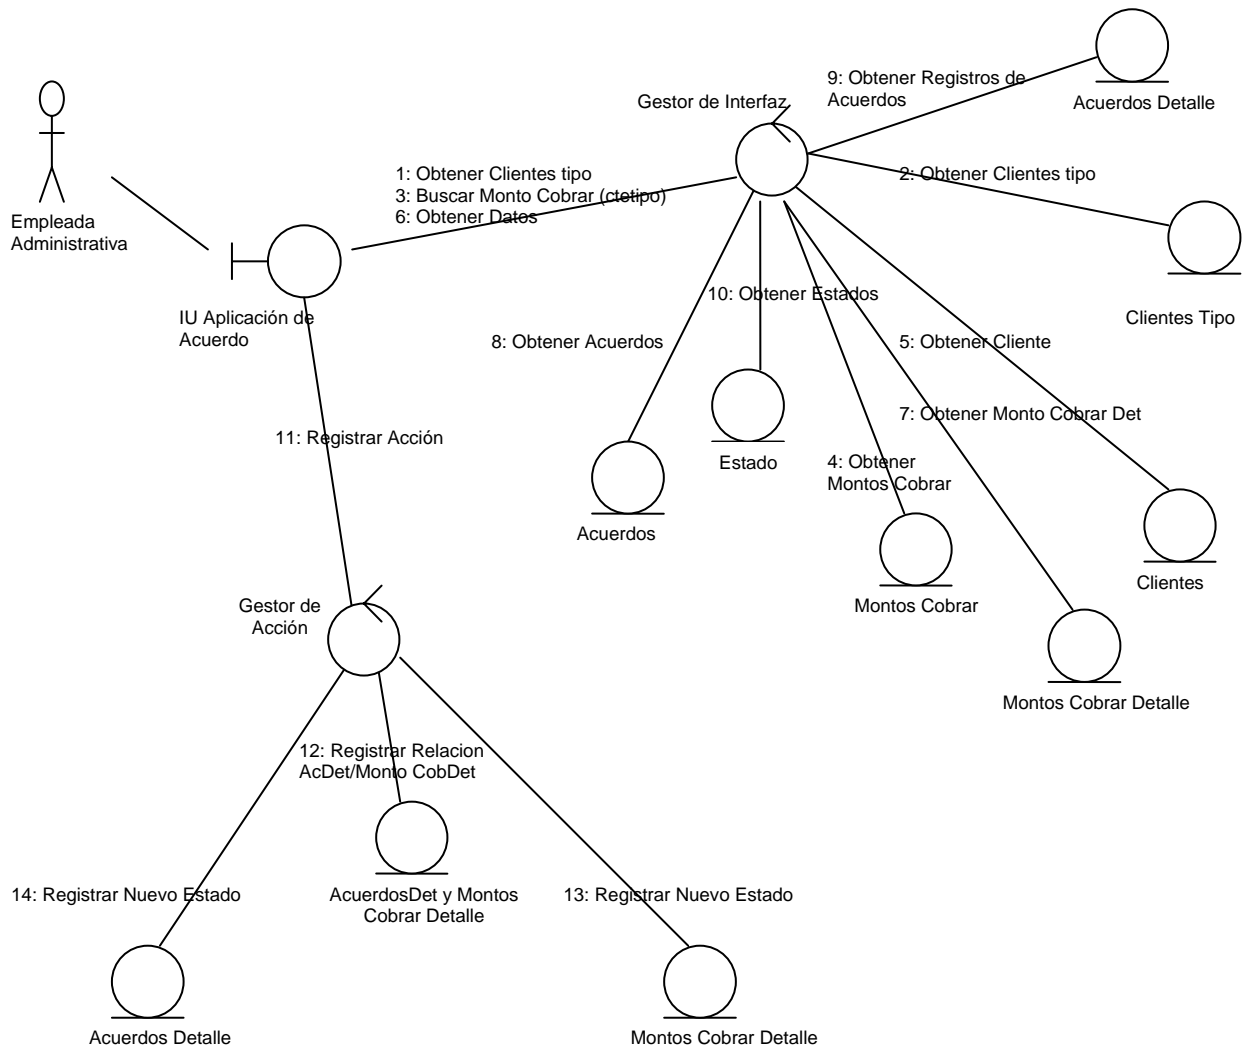 9: Obtener Registros de
Acuerdos
Acuerdos Detalle
Gestor de Interfaz
1: Obtener Clientes tipo
3: Buscar Monto Cobrar (ctetipo)
6: Obtener Datos
2: Obtener Clientes tipo
Empleada
Administrativa
IU Aplicación de
Acuerdo
Clientes Tipo
10: Obtener Estados
8: Obtener Acuerdos
5: Obtener Cliente
7: Obtener Monto Cobrar Det
11: Registrar Acción
Estado
4: Obtener
Montos Cobrar
Acuerdos
Clientes
Montos Cobrar
Gestor de
Acción
Montos Cobrar Detalle
12: Registrar Relacion
AcDet/Monto CobDet
14: Registrar Nuevo Estado
AcuerdosDet y Montos
Cobrar Detalle
13: Registrar Nuevo Estado
Acuerdos Detalle
Montos Cobrar Detalle